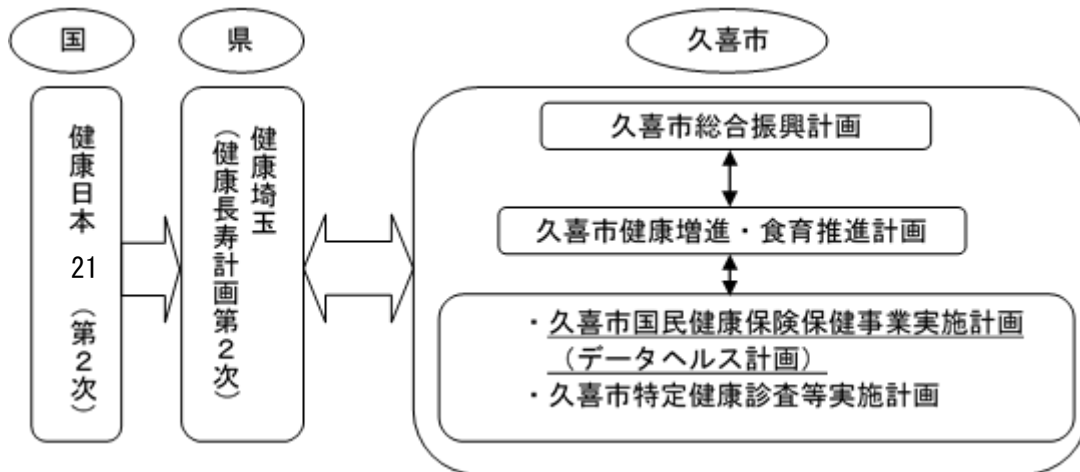 国
県
久喜市
健康日本 21 （第２次）
健康埼玉
（健康長寿計画第２次）
久喜市総合振興計画
久喜市健康増進・食育推進計画
・久喜市国民健康保険保健事業実施計画
（データヘルス計画）
・久喜市特定健康診査等実施計画